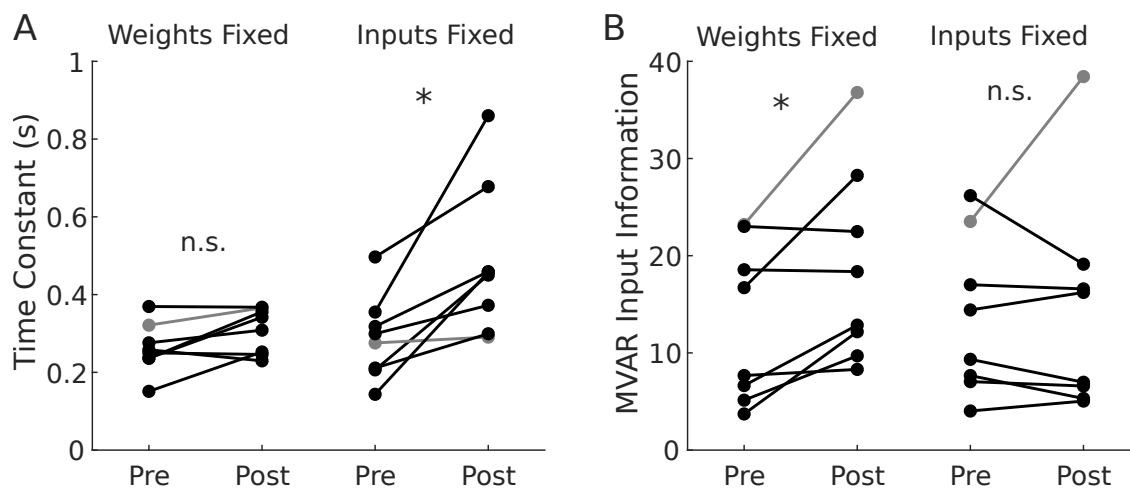 A
Weights Fixed
Inputs Fixed
Time Constant (s)
1
0.8
0.6
0.4
0.2
0
n.s.
*
Pre
Post
Pre
Post
B
Weights Fixed
Inputs Fixed
MVAR Input Information
40
30
20
10
0
*
n.s.
Pre
Post
Pre
Post